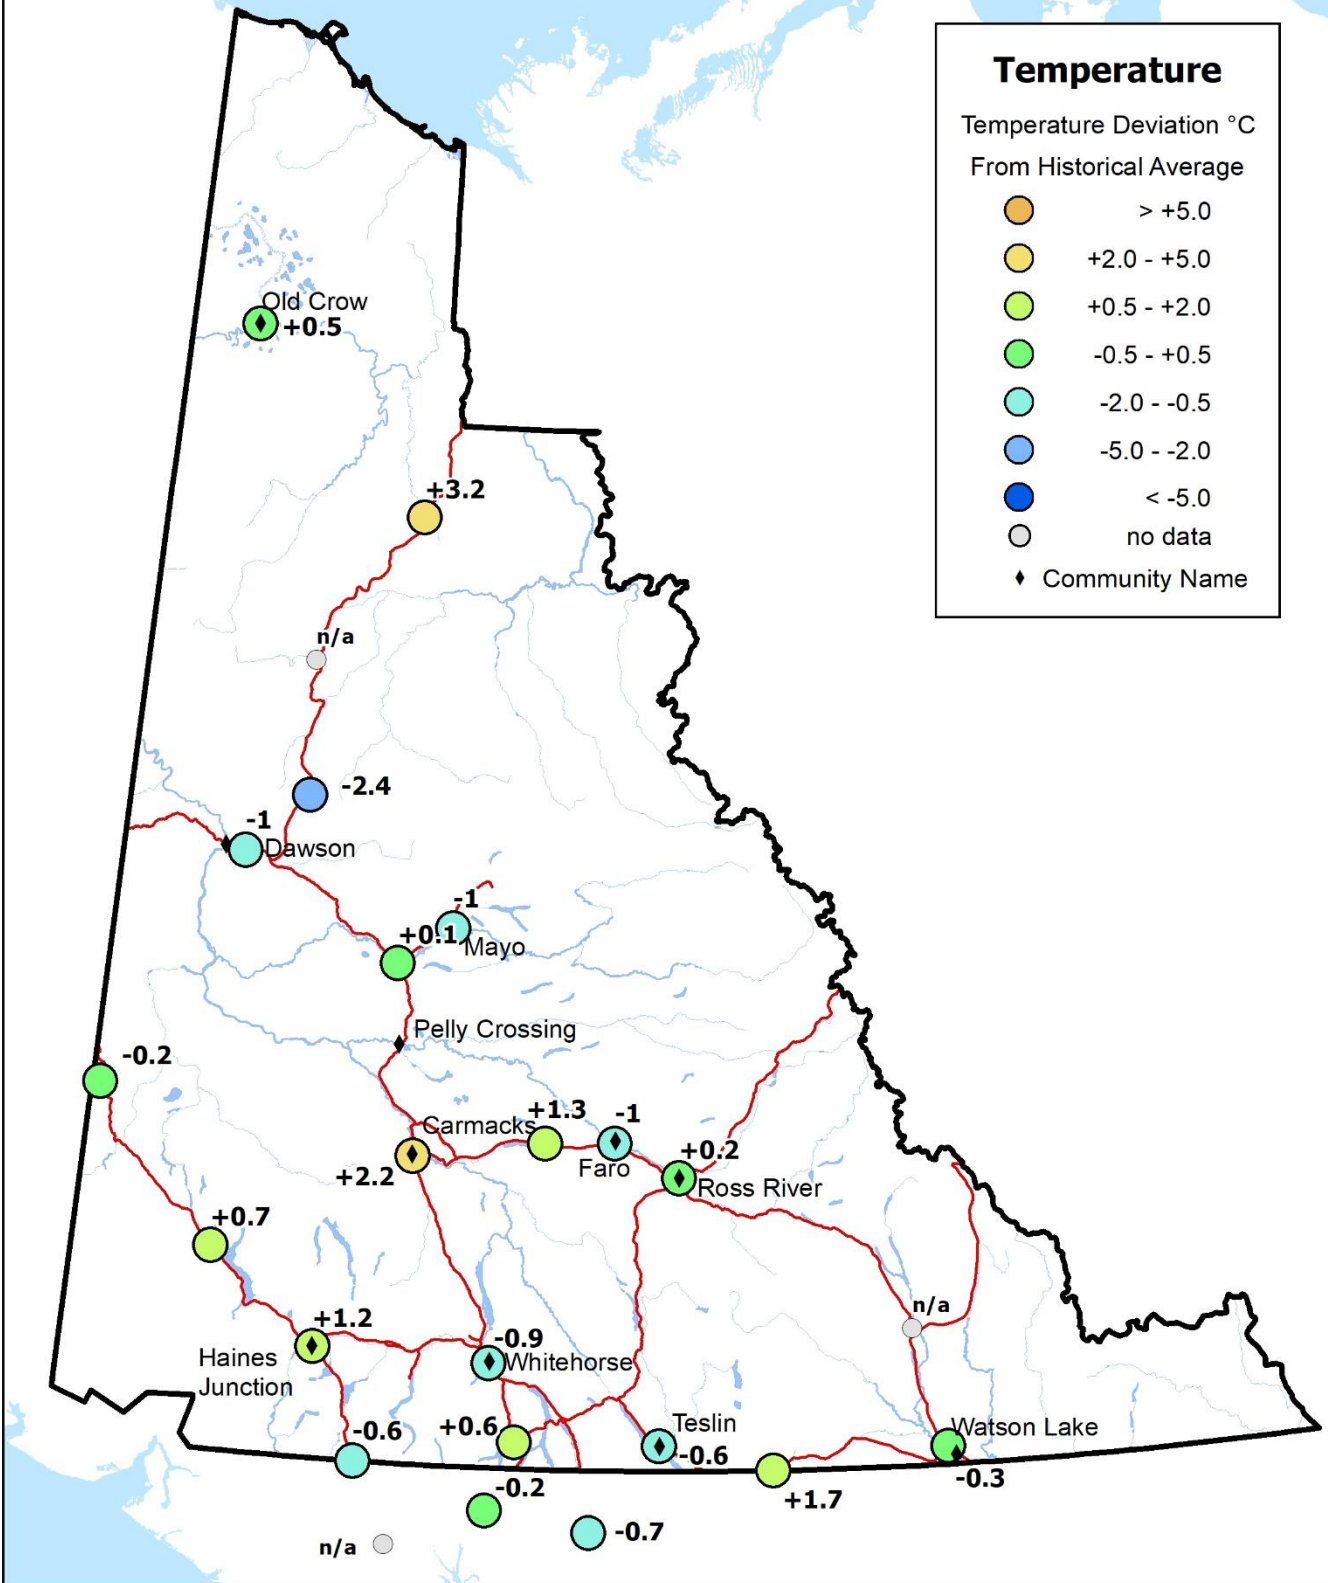 Temperature
Temperature Deviation °C
From Historical Average
> +5.0
+2.0 - +5.0
+0.5 - +2.0
-0.5 - +0.5
-2.0 - -0.5
-5.0 - -2.0
< -5.0
no data
Community Name
Old Crow
+0.5
+3.2
n/a
-2.4
-1
Dawson
-1
+0.1
Mayo
Pelly Crossing
-0.2
Carmacks
+1.3
-1
+2.2
Faro
+0.2
Ross River
+0.7
n/a
+1.2
-0.9
Haines
Junction
Whitehorse
-0.6
+0.6
Teslin
-0.6
Watson Lake
-0.3
+1.7
-0.2
-0.7
n/a